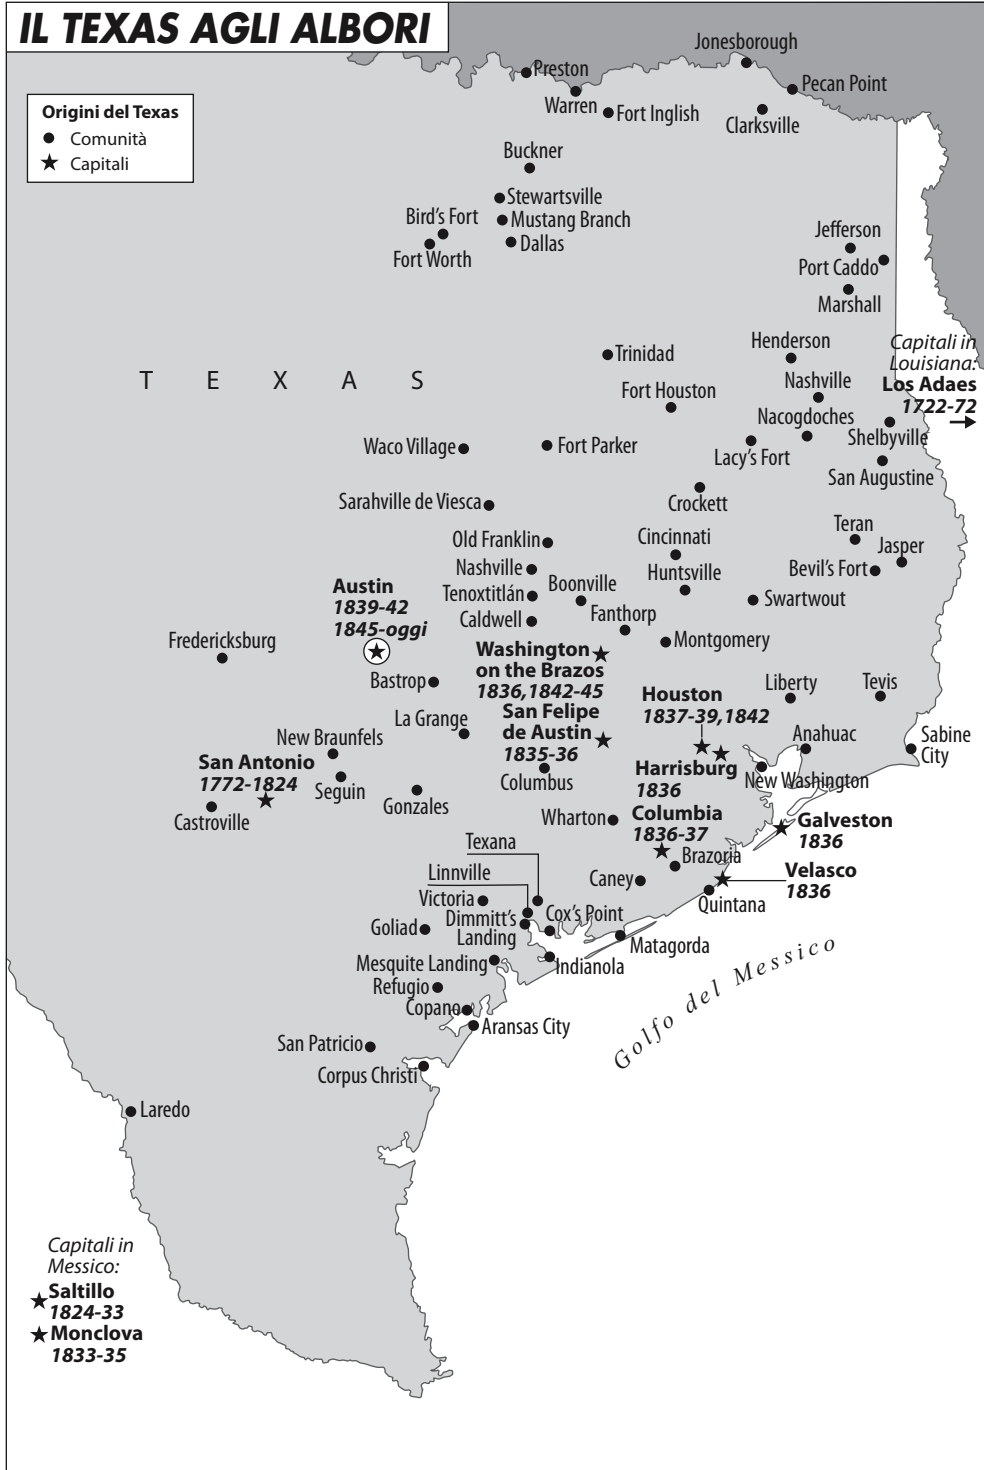 IL TEXAS AGLI ALBORI
Origini del Texas
Comunità
Capitali
Jonesborough
Preston
Pecan Point
Warren
Fort Inglish
Clarksville
Buckner
Stewartsville
Bird's Fort
Mustang Branch
Dallas
Fort Worth
Jefferson
Port Caddo
Marshall
Henderson
Capitali in
Louisiana:
Los Adaes
1722-72
Trinidad
T E X A S
Nashville
Fort Houston
Nacogdoches
Shelbyville
Waco Village
Fort Parker
Lacy's Fort
San Augustine
Sarahville de Viesca
Crockett
Teran
Old Franklin
Cincinnati
Jasper
Nashville
Huntsville
Bevil's Fort
Austin
1839-42
1845-oggi
Tenoxtitlán
Boonville
Swartwout
Caldwell
Fanthorp
Fredericksburg
Montgomery
Washington
on the Brazos
1836,1842-45
Bastrop
Houston
1837-39,1842
Liberty
Tevis
La Grange
San Felipe
de Austin
1835-36
New Braunfels
Anahuac
Sabine
City
San Antonio
1772-1824
Seguin
Columbus
Harrisburg
1836
New Washington
Castroville
Gonzales
Wharton
Columbia
1836-37
Galveston
1836
Texana
Brazoria
Linnville
Caney
Velasco
1836
Victoria
Quintana
Goliad
Dimmitt's
Landing
Cox's Point
Matagorda
Mesquite Landing
Indianola
Refugio
Golfo del Messico
Copano
Aransas City
San Patricio
Corpus Christi
Laredo
Capitali in
Messico:
Saltillo
1824-33
Monclova
1833-35